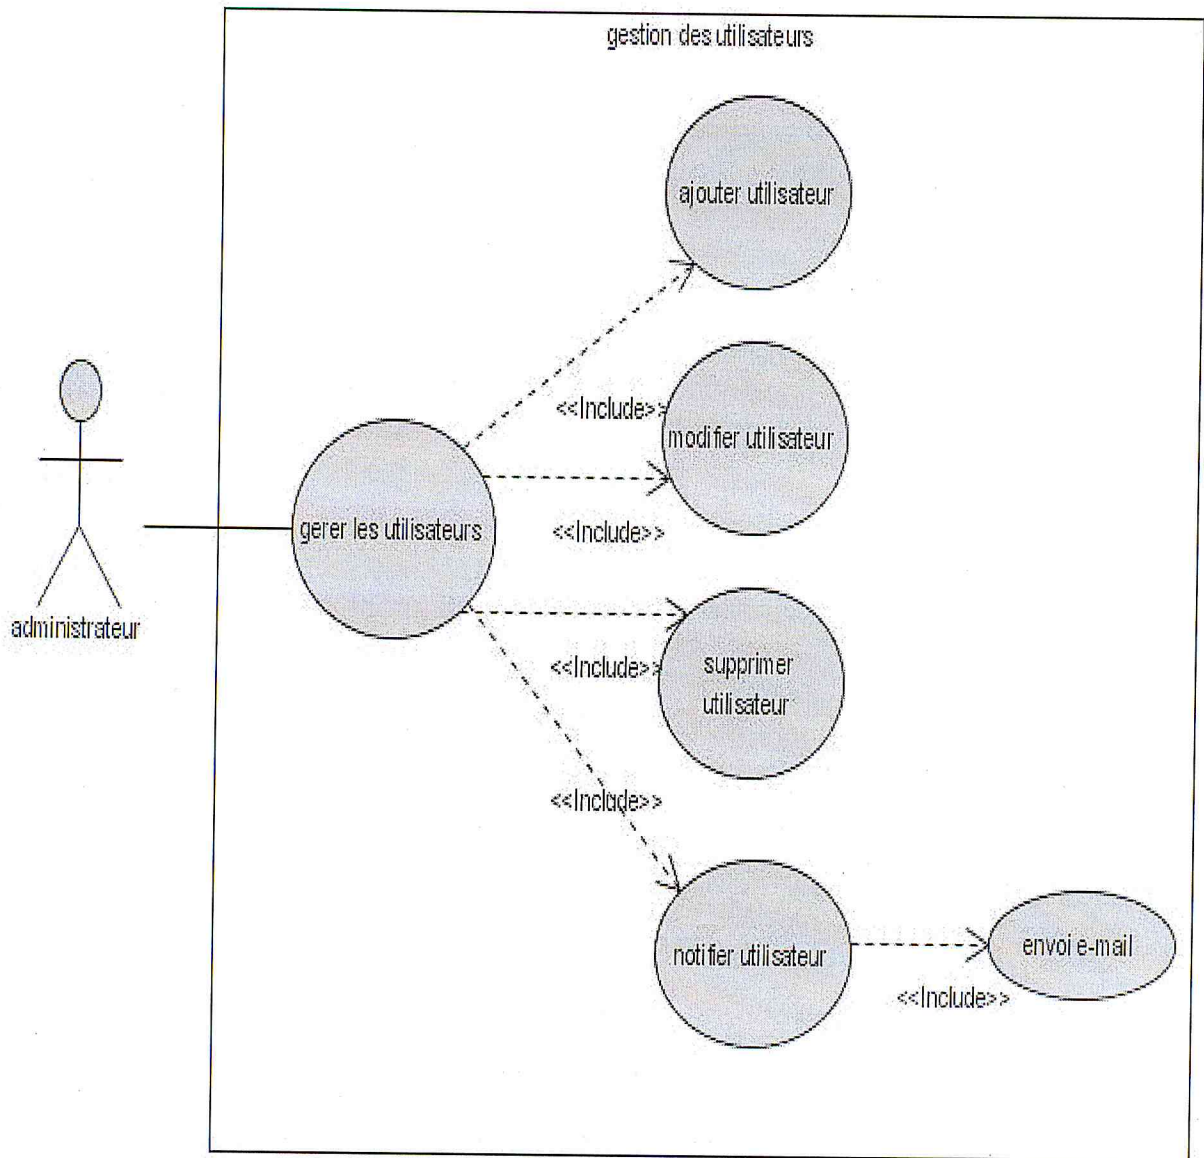 gestion des utilisateurs
ajouter utilisateur
<<Include>>
modifier utilisateur
<<Include>>
gerer les utilisateurs
administrateur
<<Include>>
supprimer
utilisateur
<<Include>>
notifier utilisateur
envoi e-mail
<<Include>>